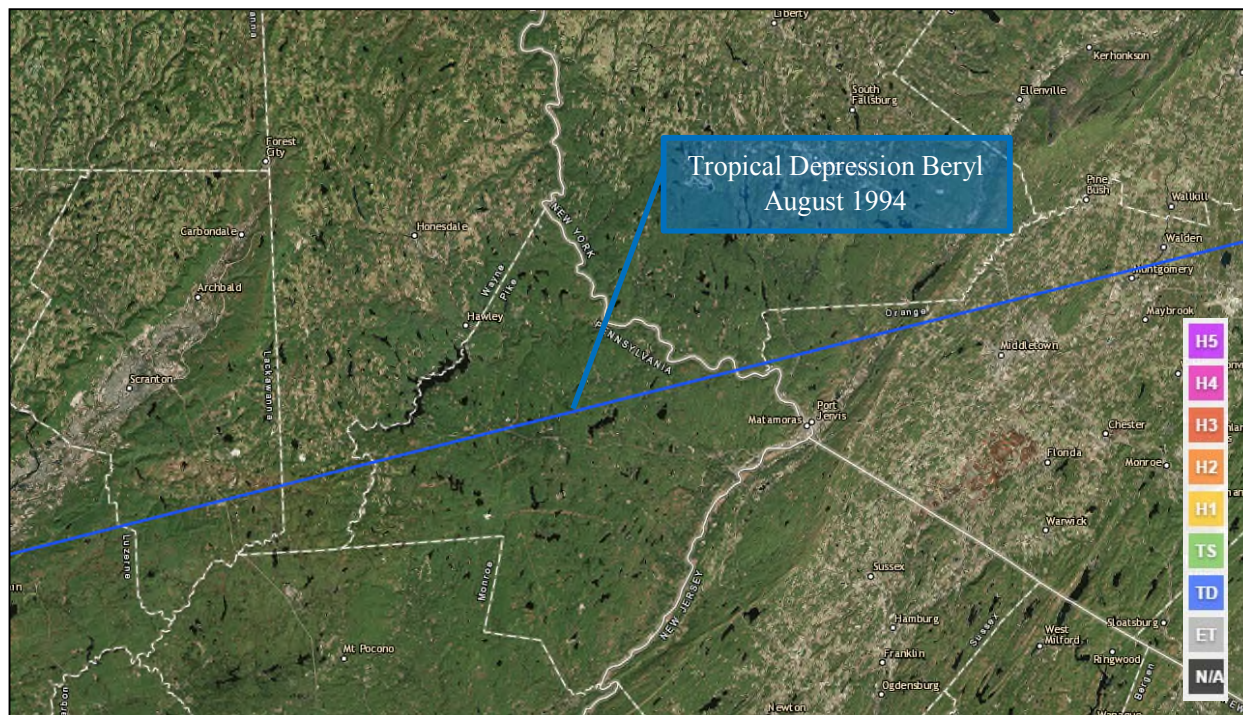 Liberty
Kerhonkson
Ellenville
South
Fallsburg
Forest
City
Tropical Depression Beryl
August 1994
Pine
Bush
Wallkill
Carbondale
Honesdale
NEW YORK
Walden
Montgomery
Wayne
Pike
Archbald
Hawley
Orange
Maybrook
PENNSYLVANIA
Middletown
Lackawanna
Scranton
Matamoras
Port
Jervis
Chester
Florida
Monroe
Warwick
Luzerne
Monroe
Sussex
NEW JERSEY
Hamburg
Sussex
West
Milford
Sloatsburg
Mt Pocono
Franklin
Ringwood
Ogdensburg
Bergen
Newton
H5
H4
H3
H2
H1
TS
TD
ET
N/A